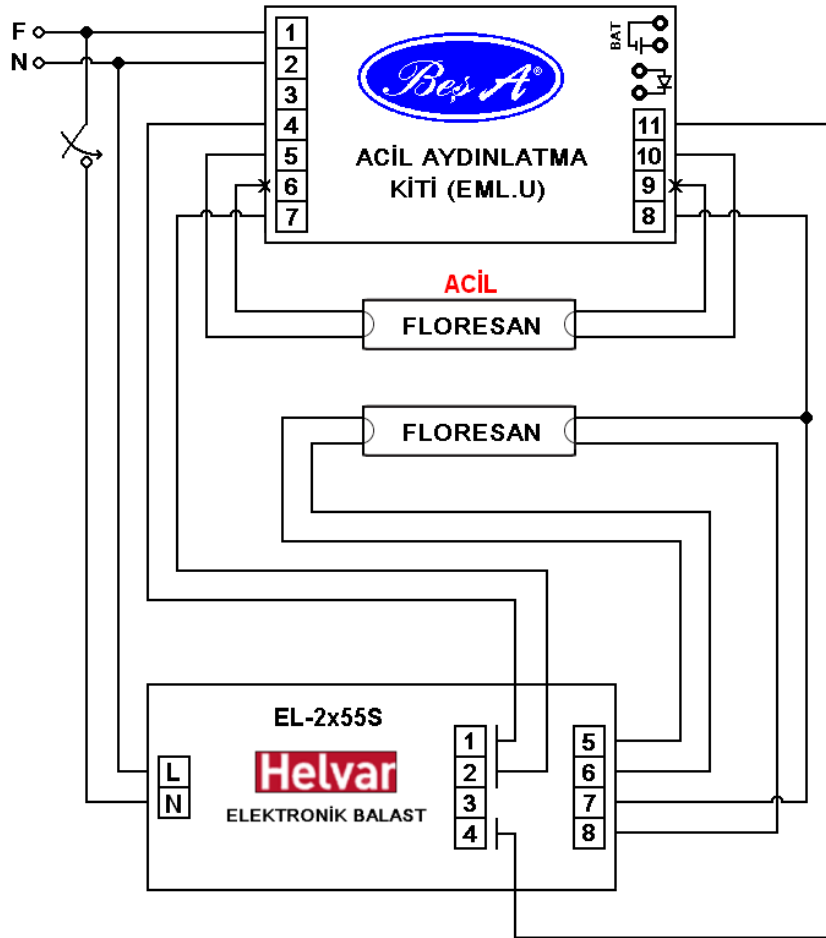 F
N
1
2
3
4
5
6
7
Beş A®
ACİL AYDINLATMA
KİTİ (EML.U)
BAT
11
10
9
8
ACİL
FLORESAN
FLORESAN
EL-2x55S
Helvar
ELEKTRONİK BALAST
L
N
1
2
3
4
5
6
7
8